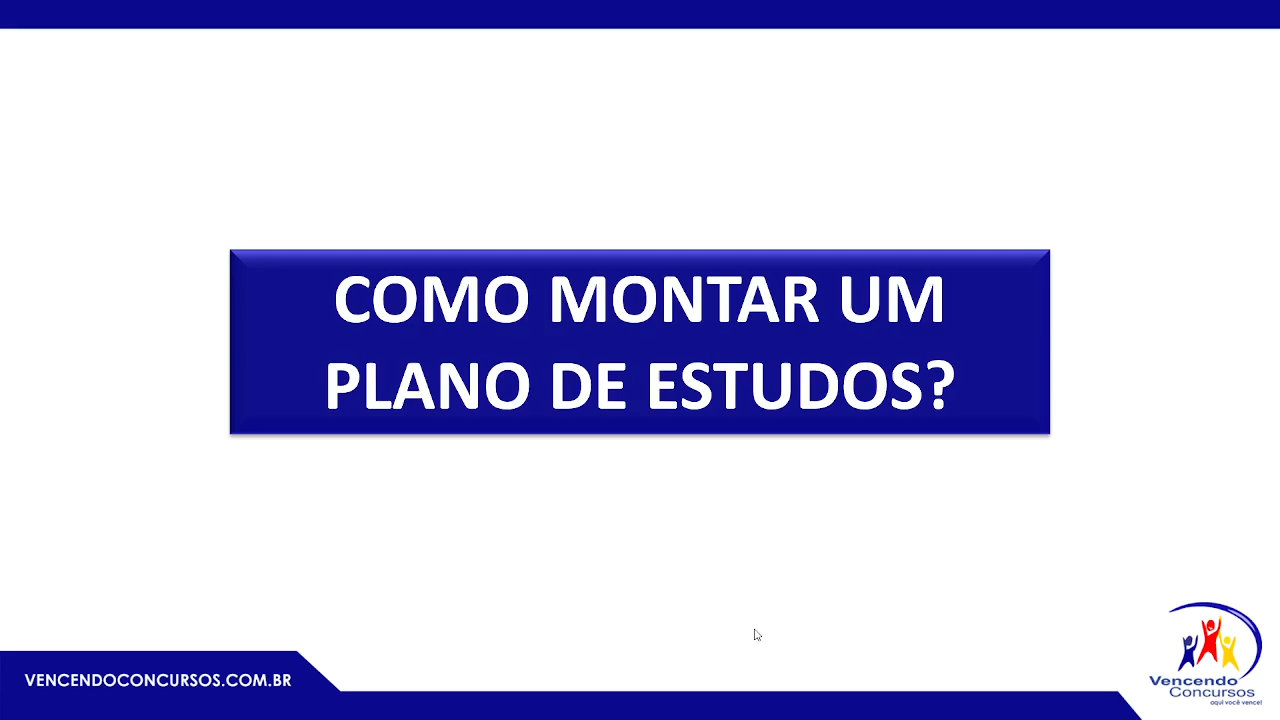 COMO MONTAR UM
PLANO DE ESTUDOS?
VENCENDOCONCURSOS.COM.BR
Vencendo
Concursos
aqui você vence!